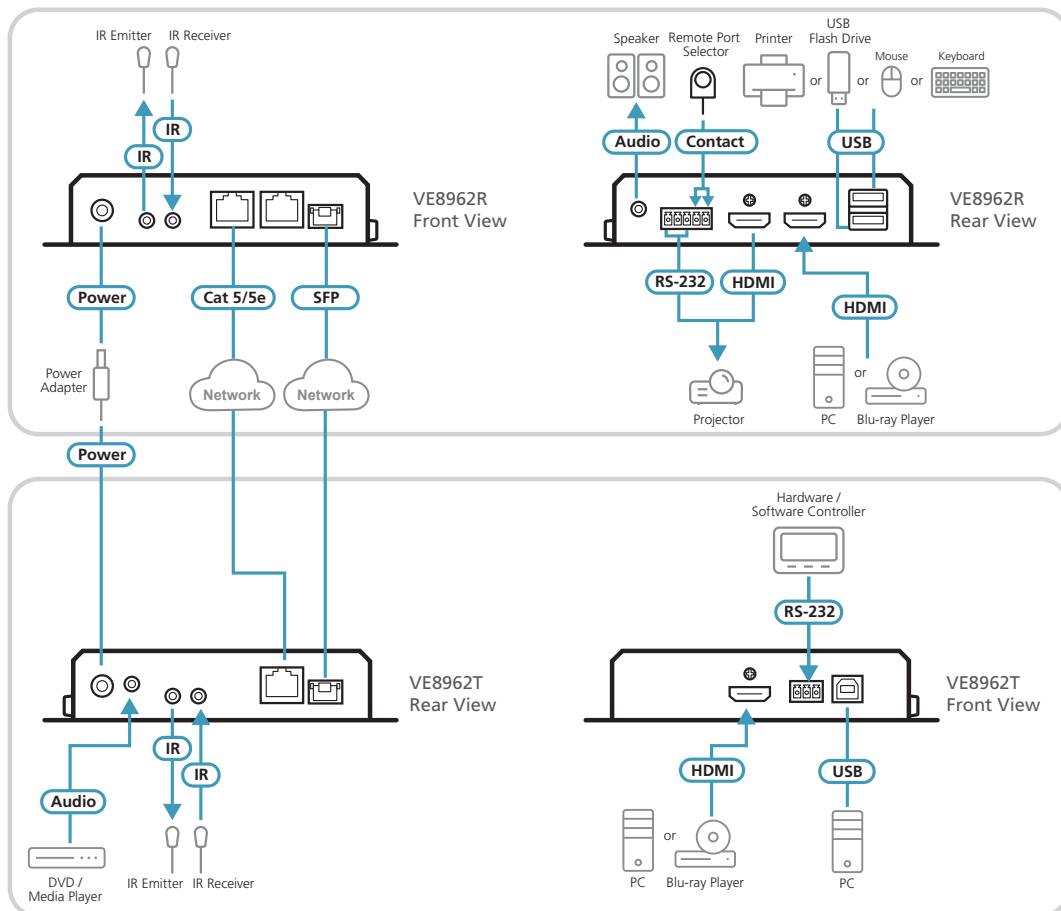 IR Emitter IR Receiver
IR
IR
VE8962R
Front View
Power
Cat 5/5e
SFP
Power
Adapter
Network
Network
Power
Speaker
Remote Port
Selector
Printer
or
USB
Flash Drive
or
Mouse
or
Keyboard
Audio
Contact
USB
VE8962R
Rear View
RS-232
HDMI
HDMI
Projector
PC
or
Blu-ray Player
VE8962T
Rear View
IR
IR
Audio
DVD /
Media Player
IR Emitter IR Receiver
Hardware /
Software Controller
RS-232
VE8962T
Front View
HDMI
USB
PC
or
Blu-ray Player
PC